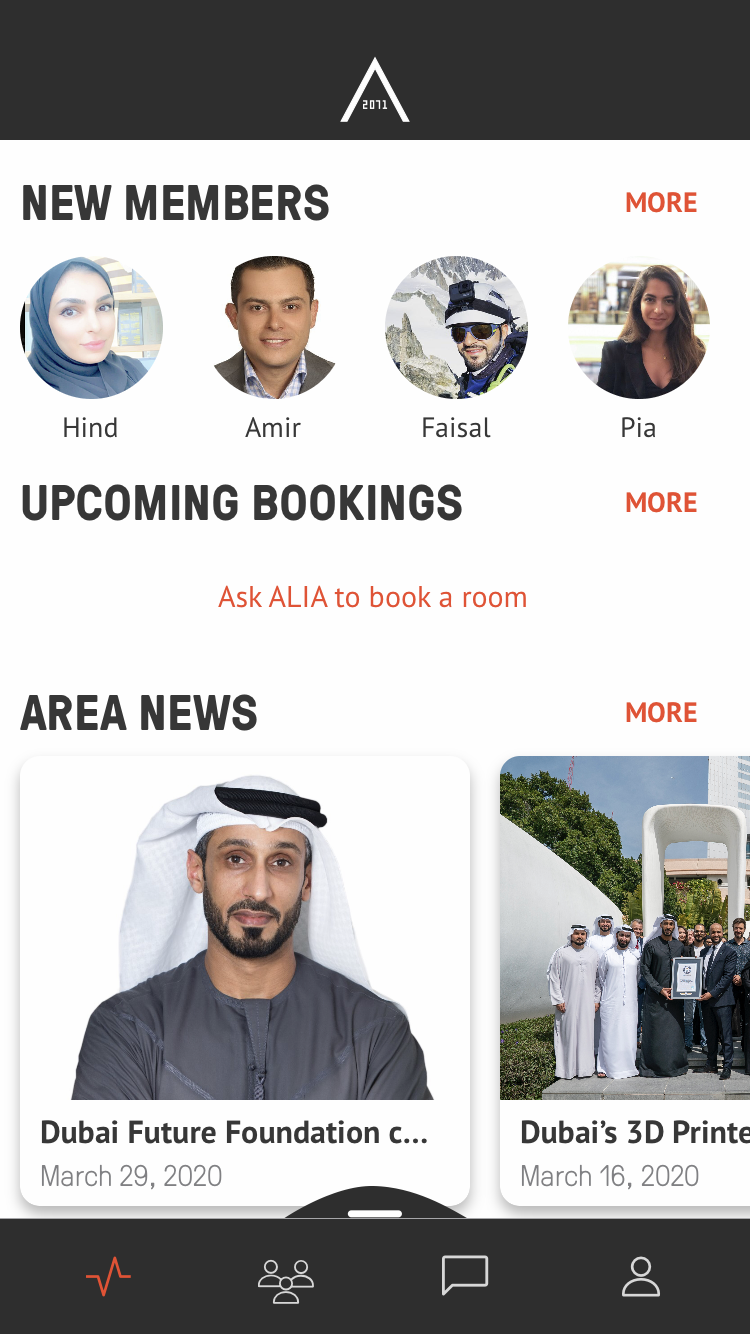 2071
NEW MEMBERS
MORE
Hind
Amir
Faisal
Pia
UPCOMING BOOKINGS
MORE
Ask ALIA to book a room
AREA NEWS
MORE
Dubai Future Foundation c...
March 29, 2020
Dubai’s 3D Printe
March 16, 2020